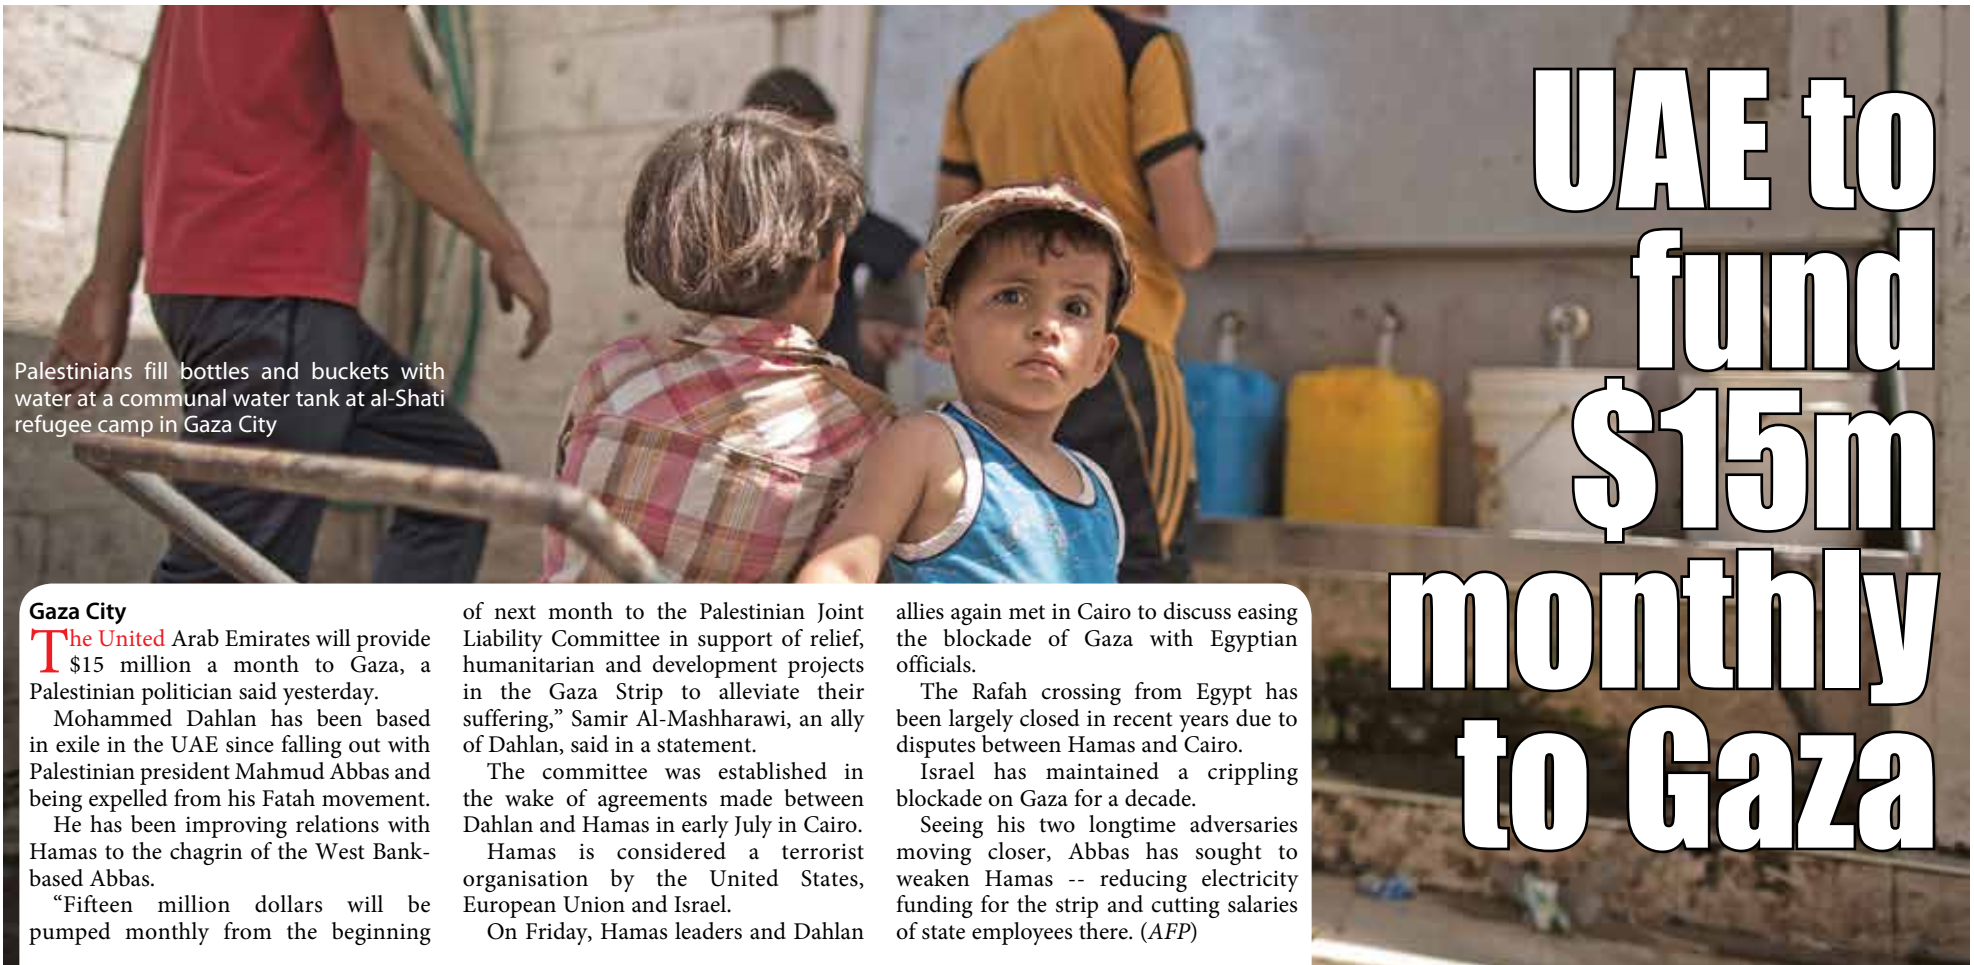 UAE to
fund
$15m
monthly
to Gaza
Palestinians fill bottles and buckets with
water at a communal water tank at al-Shati
refugee camp in Gaza City
Gaza City
The United Arab Emirates will provide
$15 million a month to Gaza, a
Palestinian politician said yesterday.
Mohammed Dahlan has been based
in exile in the UAE since falling out with
Palestinian president Mahmud Abbas and
being expelled from his Fatah movement.
He has been improving relations with
Hamas to the chagrin of the West Bank-
based Abbas.
“Fifteen million dollars will be
pumped monthly from the beginning
of next month to the Palestinian Joint
Liability Committee in support of relief,
humanitarian and development projects
in the Gaza Strip to alleviate their
suffering,” Samir Al-Mashharawi, an ally
of Dahlan, said in a statement.
The committee was established in
the wake of agreements made between
Dahlan and Hamas in early July in Cairo.
Hamas is considered a terrorist
organisation by the United States,
European Union and Israel.
On Friday, Hamas leaders and Dahlan
allies again met in Cairo to discuss easing
the blockade of Gaza with Egyptian
officials.
The Rafah crossing from Egypt has
been largely closed in recent years due to
disputes between Hamas and Cairo.
Israel has maintained a crippling
blockade on Gaza for a decade.
Seeing his two longtime adversaries
moving closer, Abbas has sought to
weaken Hamas -- reducing electricity
funding for the strip and cutting salaries
of state employees there. (AFP)